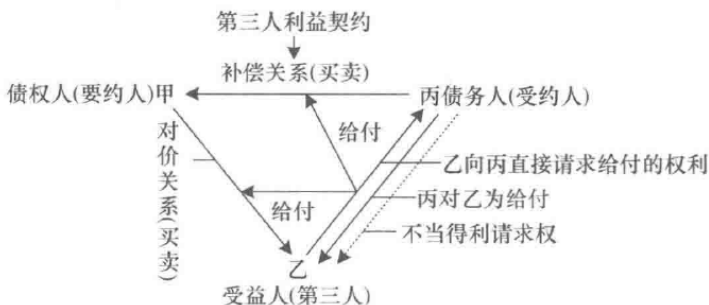 第三人利益契约
补偿关系(买卖)
债权人(要约人)甲
丙债务人(受约人)
对价关系(买卖)
给付
给付
乙向丙直接请求给付的权利
丙对乙为给付
不当得利请求权
乙
受益人(第三人)